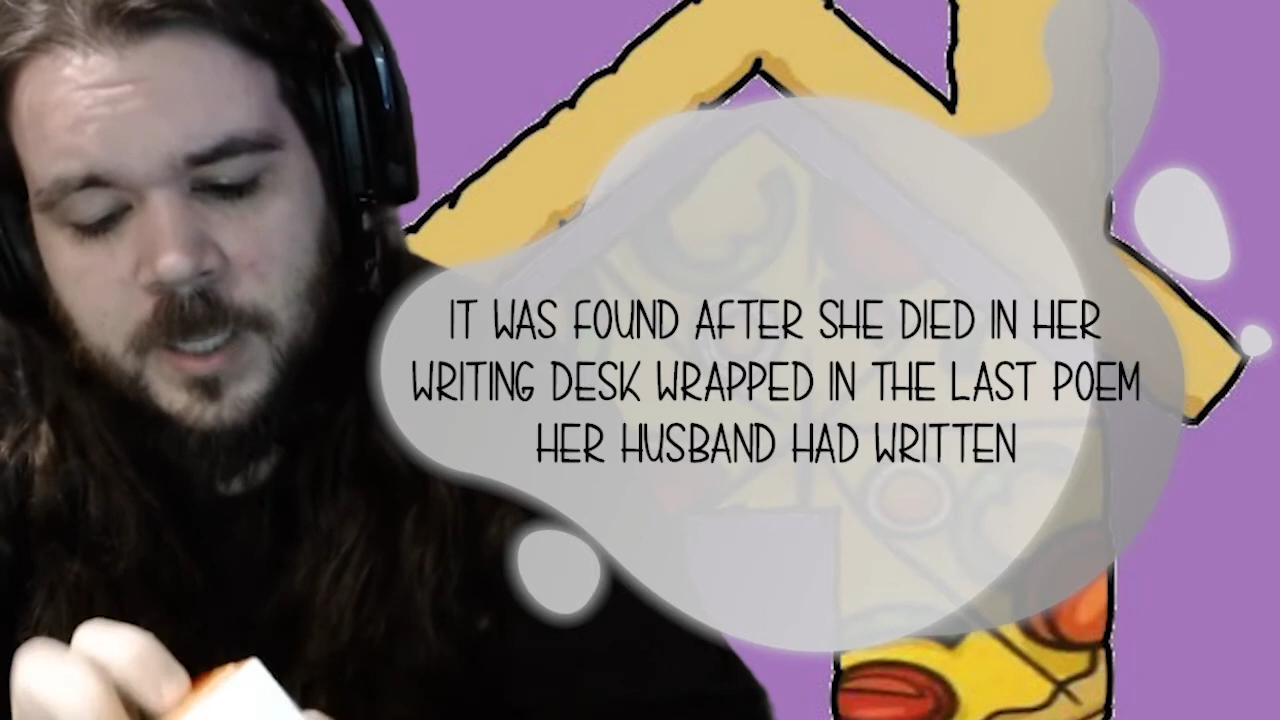 IT WAS FOUND AFTER SHE DIED IN HER
WRITING DESK WRAPPED IN THE LAST POEM
HER HUSBAND HAD WRITTEN